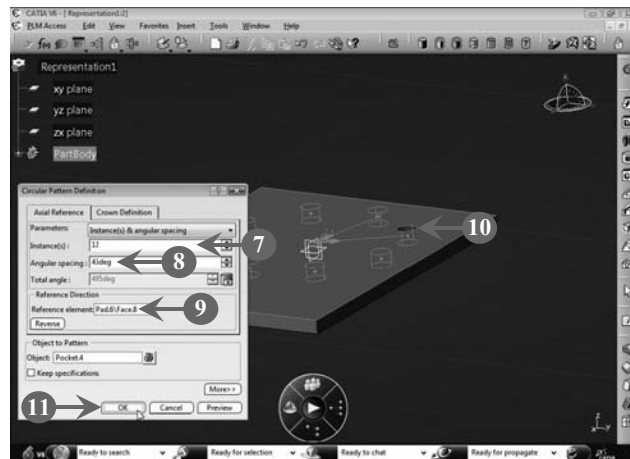 CATIA V6 - [Representation1:2]
PLM Access Edit View Favorites Insert Tools Window Help
Representation1
xy plane
yz plane
zx plane
PartBody
Circular Pattern Definition
Axial Reference Crown Definition
Parameters: Instance(s) & angular spacing
Instance(s) : 12
7
Angular spacing : 45deg
8
Total angle : 495deg
Reference Direction
Reference element: Pad.6\Face.8
9
Reverse
Object to Pattern
Object: Pocket.4
Keep specifications
More>>
OK Cancel Preview
11
10
V6 Ready to search Ready for selection Ready to chat Ready for propagate